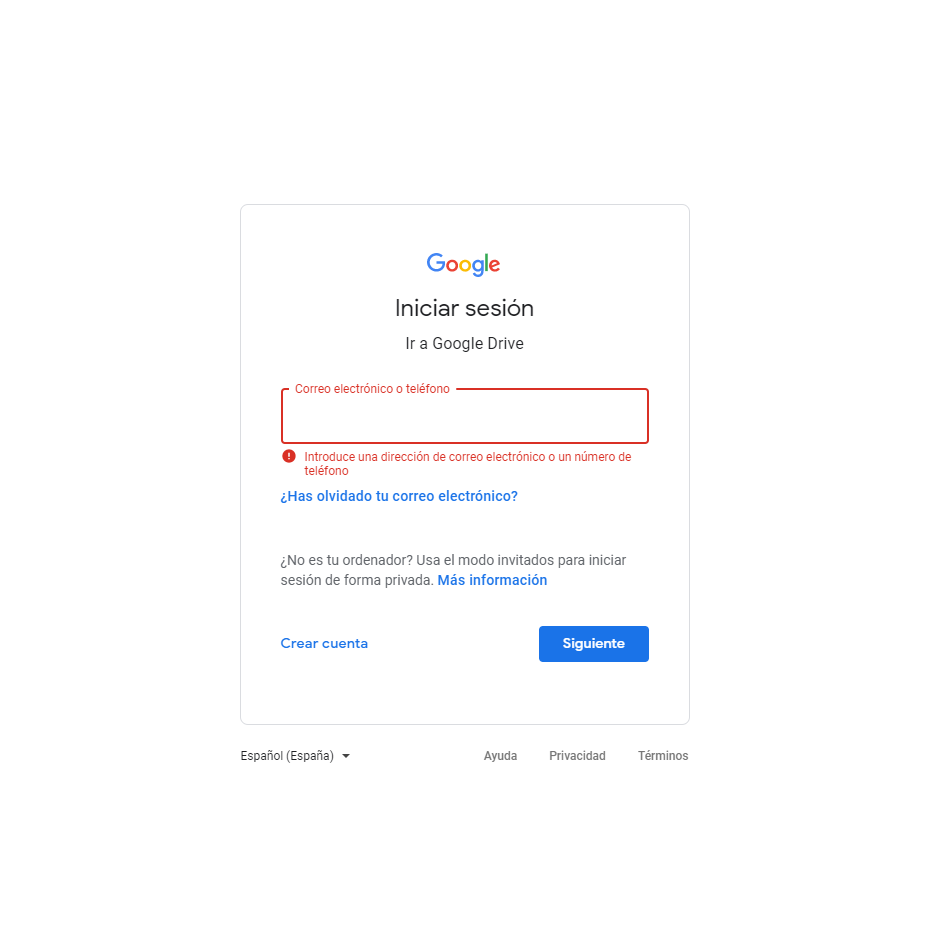 Google
Iniciar sesión
Ir a Google Drive
Correo electrónico o teléfono
Introduce una dirección de correo electrónico o un número de
teléfono
¿Has olvidado tu correo electrónico?
¿No es tu ordenador? Usa el modo invitados para iniciar
sesión de forma privada. Más información
Crear cuenta
Siguiente
Español (España)
Ayuda
Privacidad
Términos